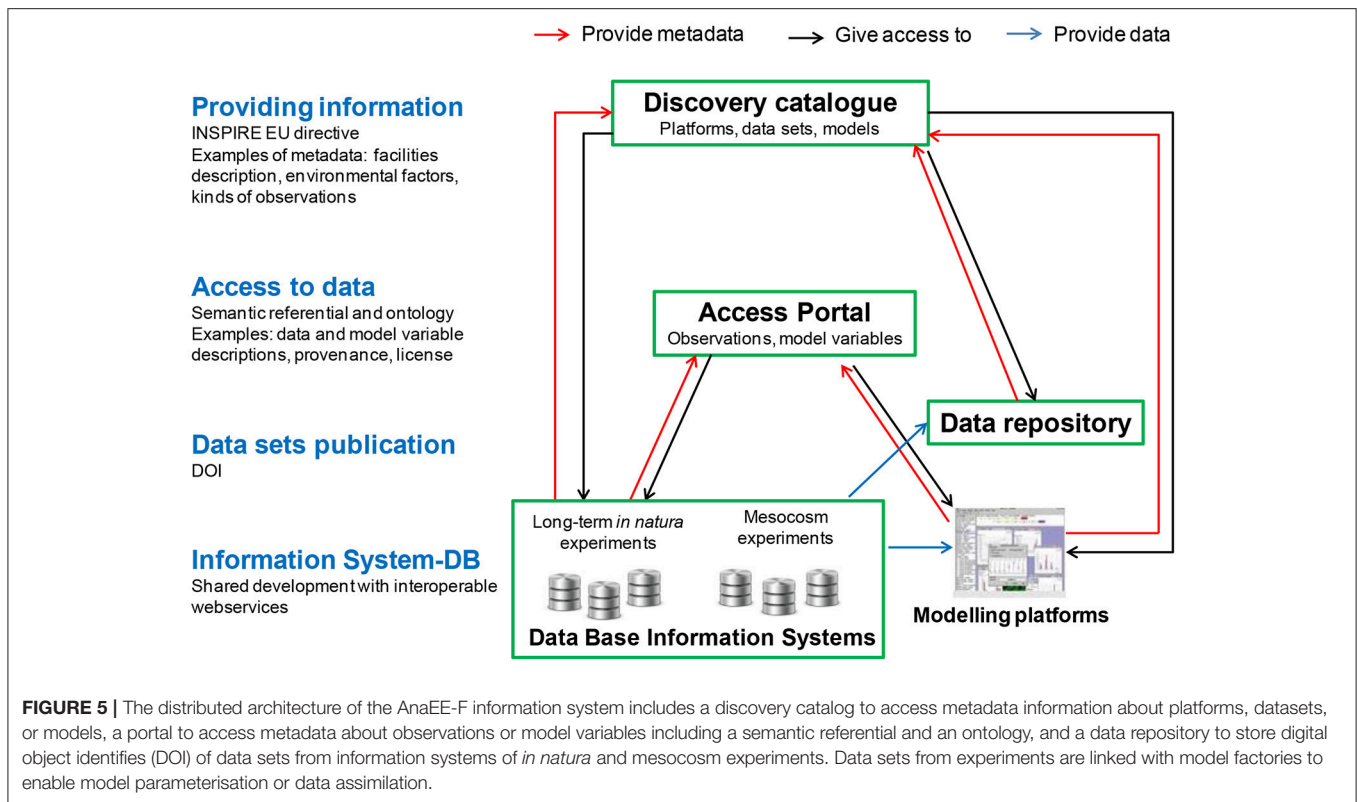 Provide metadata
Give access to
Provide data
Providing information
INSPIRE EU directive
Examples of metadata: facilities
description, environmental factors,
kinds of observations
Discovery catalogue
Platforms, data sets, models
Access to data
Semantic referential and ontology
Examples: data and model variable
descriptions, provenance, license
Access Portal
Observations, model variables
Data repository
Data sets publication
DOI
Information System-DB
Shared development with interoperable
webservices
Long-term in natura
experiments
Mesocosm
experiments
Data Base Information Systems
Modelling platforms
FIGURE 5 | The distributed architecture of the AnaEE-F information system includes a discovery catalog to access metadata information about platforms, datasets,
or models, a portal to access metadata about observations or model variables including a semantic referential and an ontology, and a data repository to store digital
object identifies (DOI) of data sets from information systems of in natura and mesocosm experiments. Data sets from experiments are linked with model factories to
enable model parameterisation or data assimilation.